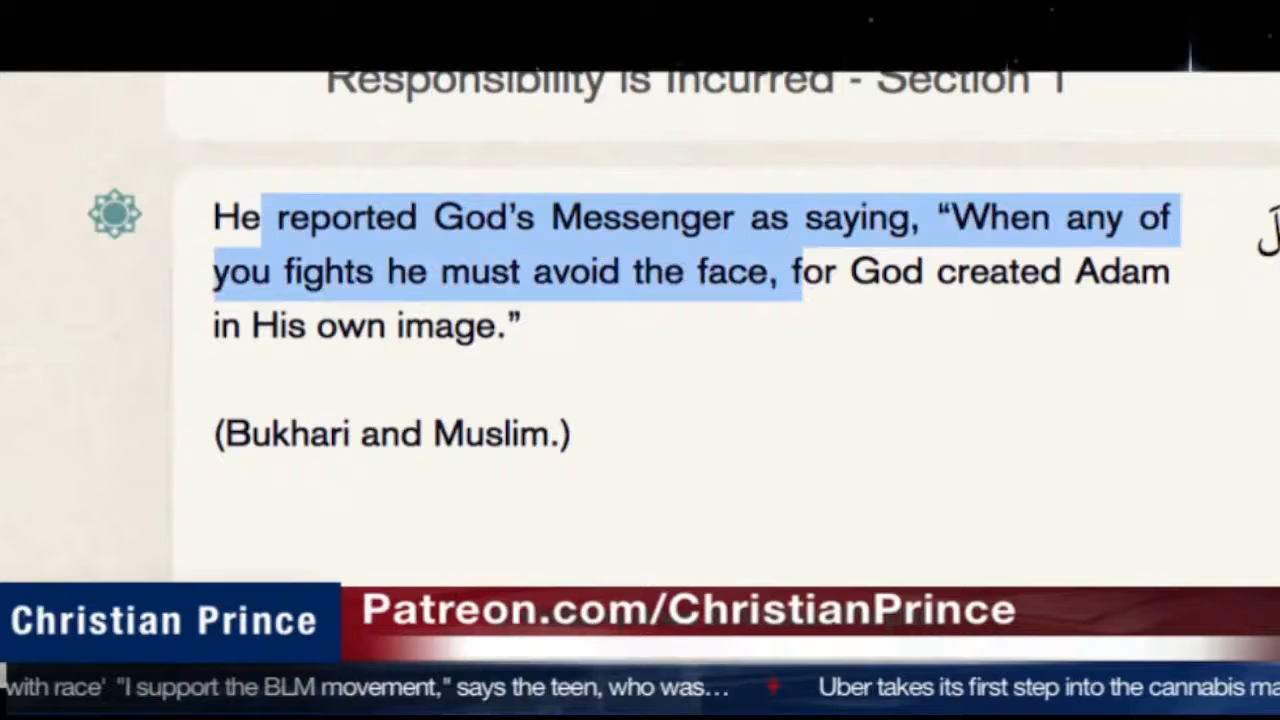 Responsibility is Incurred - Section 1
He reported God's Messenger as saying, “When any of
you fights he must avoid the face, for God created Adam
in His own image.”
(Bukhari and Muslim.)
Christian Prince
Patreon.com/ChristianPrince
with race' "I support the BLM movement," says the teen, who was... Uber takes its first step into the cannabis ma